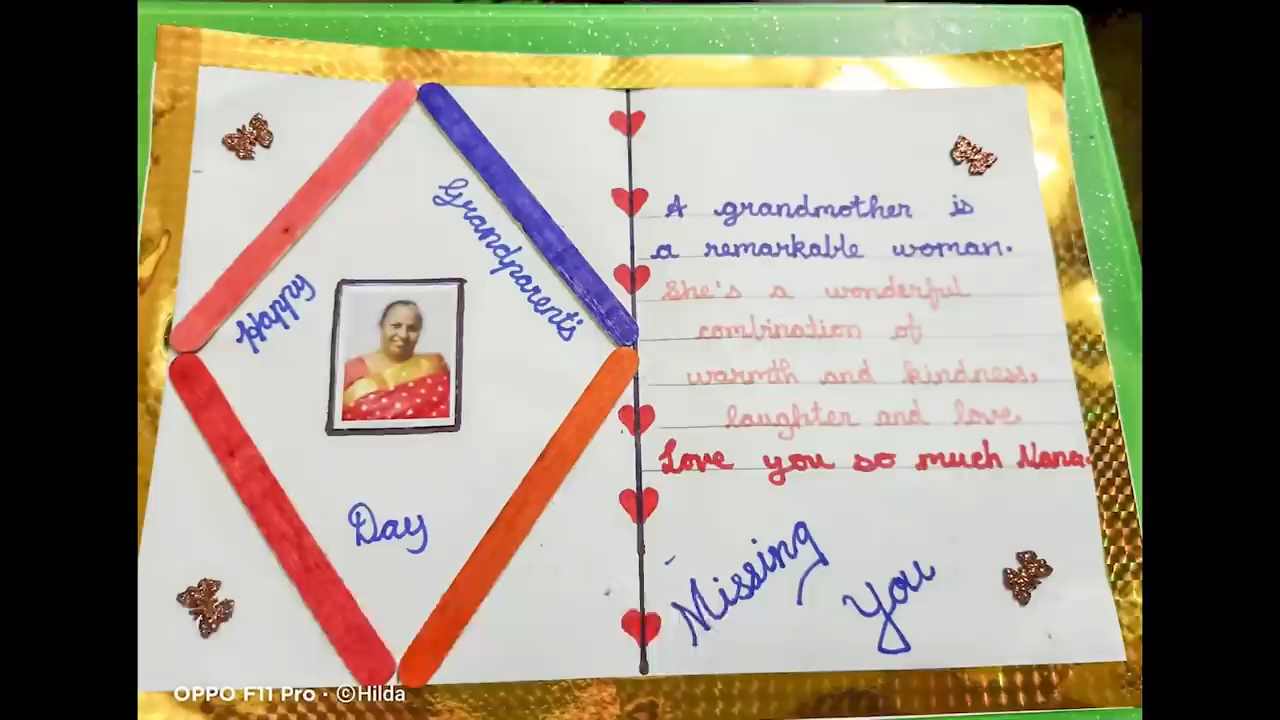 Happy
Grandparents
Day
A grandmother is
a remarkable woman.
She's a wonderful
combination of
warmth and kindness,
laughter and love
Love you so much Nana.
Missing
You
OPPO F11 Pro · ©Hilda